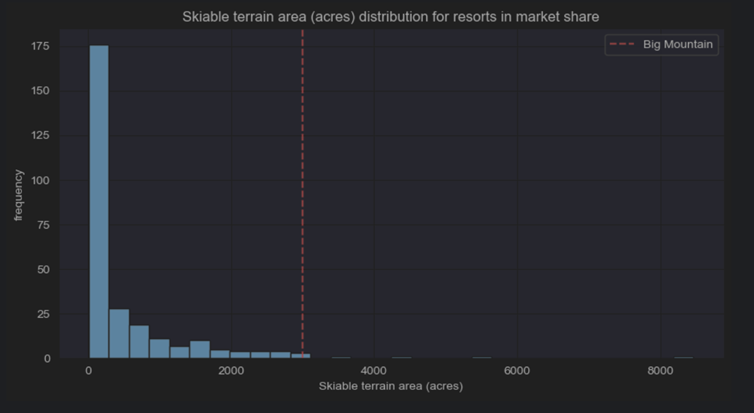 Skiable terrain area (acres) distribution for resorts in market share
Big Mountain
frequency
175
150
125
100
75
50
25
0
0 2000 4000 6000 8000
Skiable terrain area (acres)